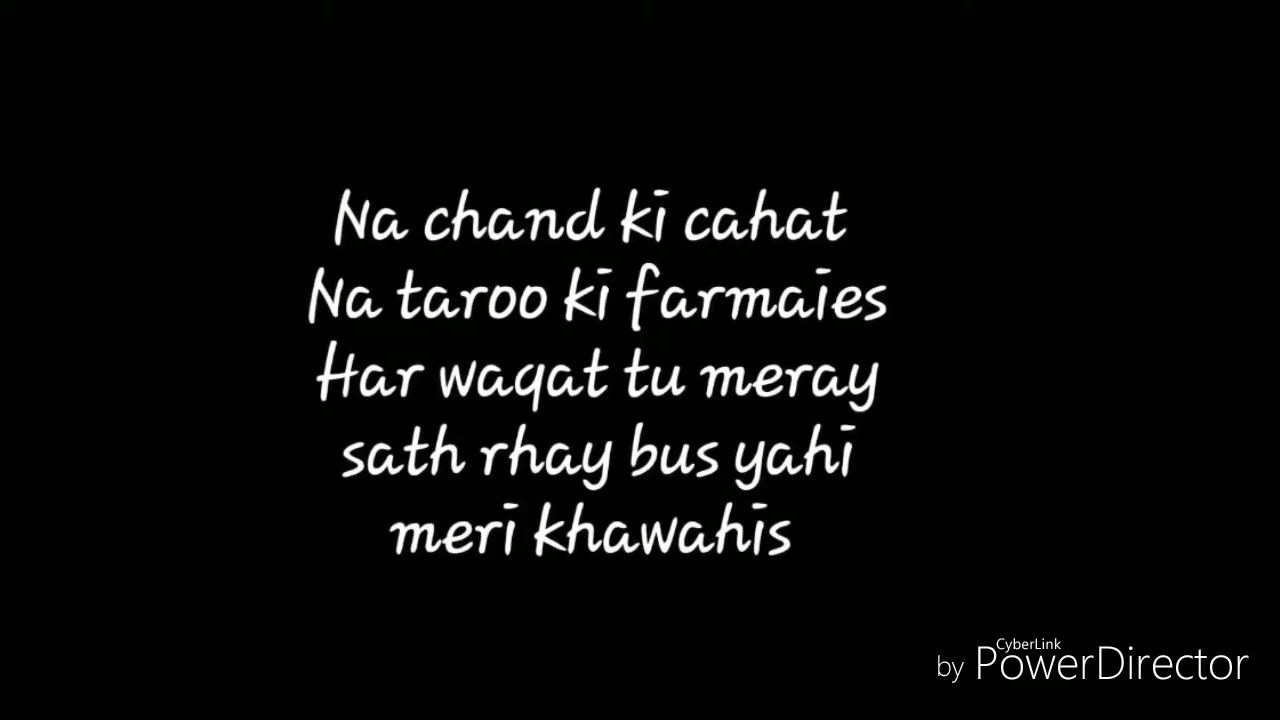 Na chand ki cahat
Na taroo ki farmaies
Har waqat tu meray
sath rhay bus yahi
meri khawahis
CyberLink
by PowerDirector